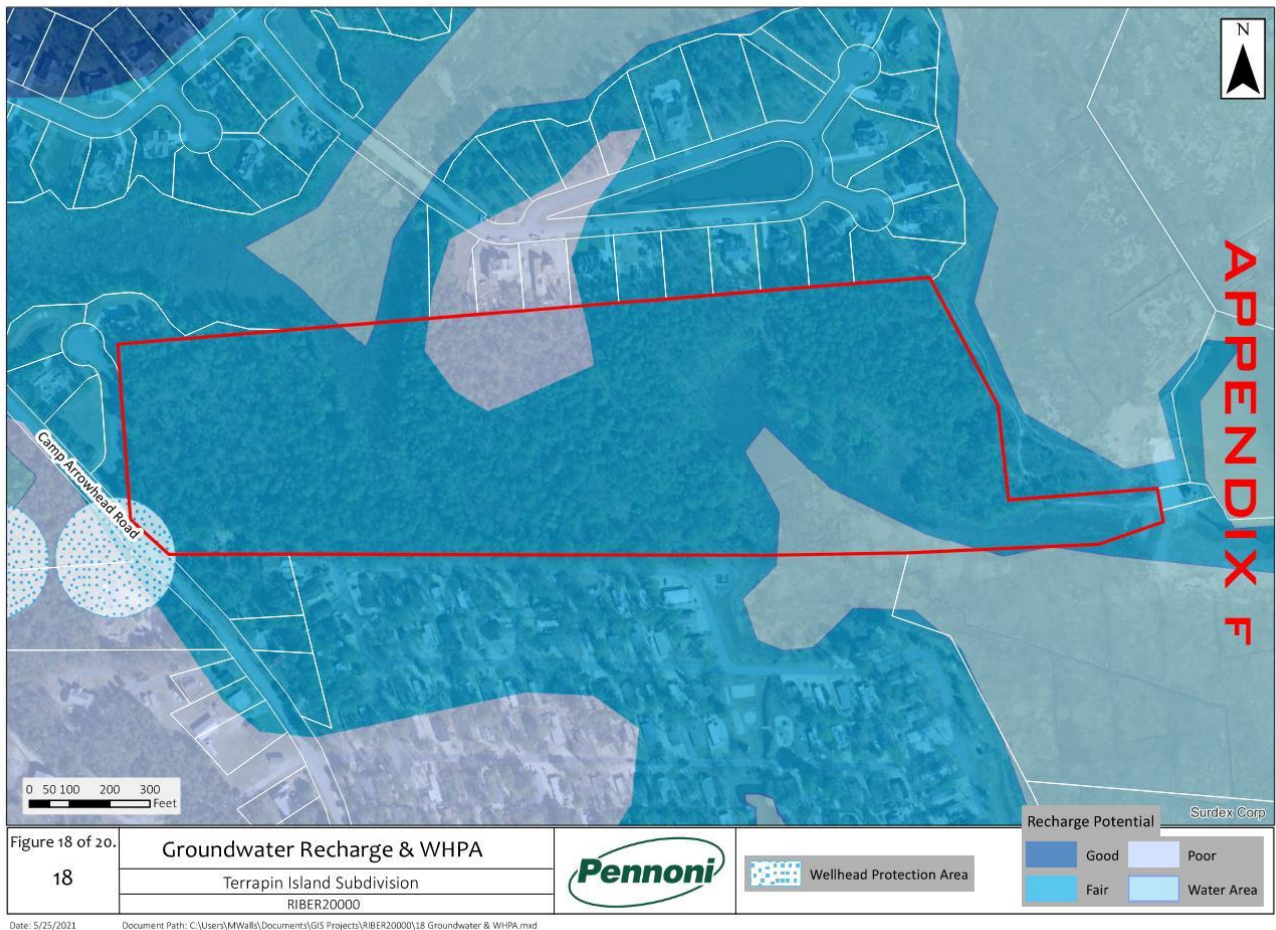 N
APPENDIX F
Camp Arrowhead Road
0 50 100 200 300
Feet
Surdex Corp
Figure 18 of 20.
18
Groundwater Recharge & WHPA
Terrapin Island Subdivision
RIBER20000
Pennoni
Wellhead Protection Area
Recharge Potential
Good
Poor
Fair
Water Area
Date: 5/25/2021
Document Path: C:\Users\MWalls\Documents\GIS Projects\RIBER20000\18 Groundwater & WHPA.mxd